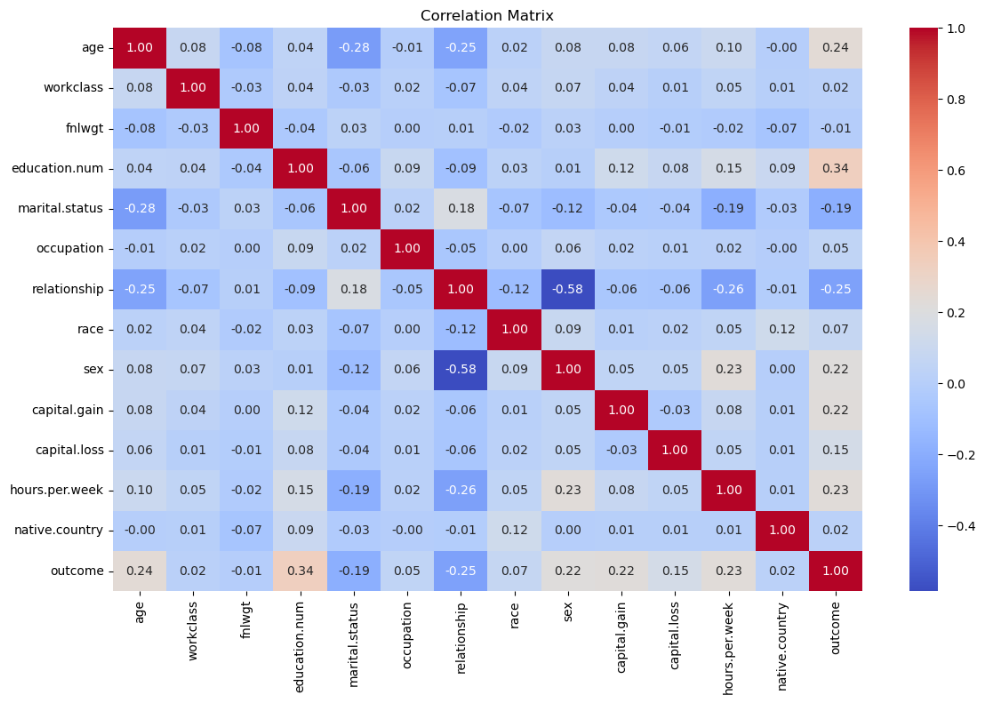 Correlation Matrix
age 1.00 0.08 -0.08 0.04 -0.28 -0.01 -0.25 0.02 0.08 0.08 0.06 0.10 -0.00 0.24
workclass 0.08 1.00 -0.03 0.04 -0.03 0.02 -0.07 0.04 0.07 0.04 0.01 0.05 0.01 0.02
fnlwgt -0.08 -0.03 1.00 -0.04 0.03 0.00 0.01 -0.02 0.03 0.00 -0.01 -0.02 -0.07 -0.01
education.num 0.04 0.04 -0.04 1.00 -0.06 0.09 -0.09 0.03 0.01 0.12 0.08 0.15 0.09 0.34
marital.status -0.28 -0.03 0.03 -0.06 1.00 0.02 0.18 -0.07 -0.12 -0.04 -0.04 -0.19 -0.03 -0.19
occupation -0.01 0.02 0.00 0.09 0.02 1.00 -0.05 0.00 0.06 0.02 0.01 0.02 -0.00 0.05
relationship -0.25 -0.07 0.01 -0.09 0.18 -0.05 1.00 -0.12 -0.58 -0.06 -0.06 -0.26 -0.01 -0.25
race 0.02 0.04 -0.02 0.03 -0.07 0.00 -0.12 1.00 0.09 0.01 0.02 0.05 0.12 0.07
sex 0.08 0.07 0.03 0.01 -0.12 0.06 -0.58 0.09 1.00 0.05 0.05 0.23 0.00 0.22
capital.gain 0.08 0.04 0.00 0.12 -0.04 0.02 -0.06 0.01 0.05 1.00 -0.03 0.08 0.01 0.22
capital.loss 0.06 0.01 -0.01 0.08 -0.04 0.01 -0.06 0.02 0.05 -0.03 1.00 0.05 0.01 0.15
hours.per.week 0.10 0.05 -0.02 0.15 -0.19 0.02 -0.26 0.05 0.23 0.08 0.05 1.00 0.01 0.23
native.country -0.00 0.01 -0.07 0.09 -0.03 -0.00 -0.01 0.12 0.00 0.01 0.01 0.01 1.00 0.02
outcome 0.24 0.02 -0.01 0.34 -0.19 0.05 -0.25 0.07 0.22 0.22 0.15 0.23 0.02 1.00
age workclass fnlwgt education.num marital.status occupation relationship race sex capital.gain capital.loss hours.per.week native.country outcome
1.0
0.8
0.6
0.4
0.2
0.0
−0.2
−0.4